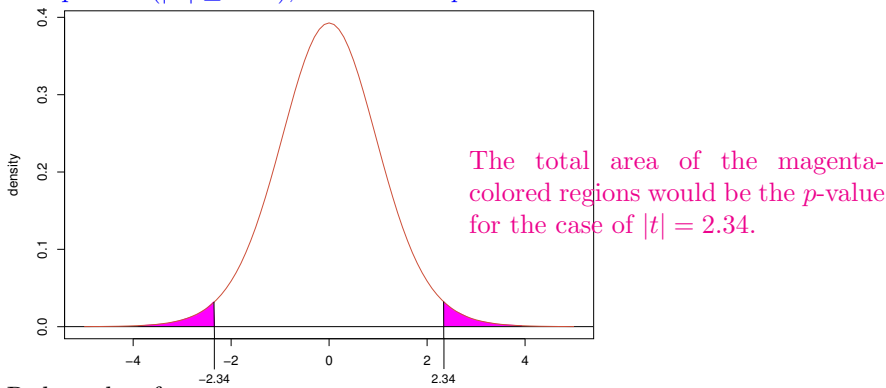 0.4
0.3
0.2
0.1
0.0
density
The total area of the magenta-
colored regions would be the p-value
for the case of |t| = 2.34.
−4 −2 0 2 4
−2.34 2.34